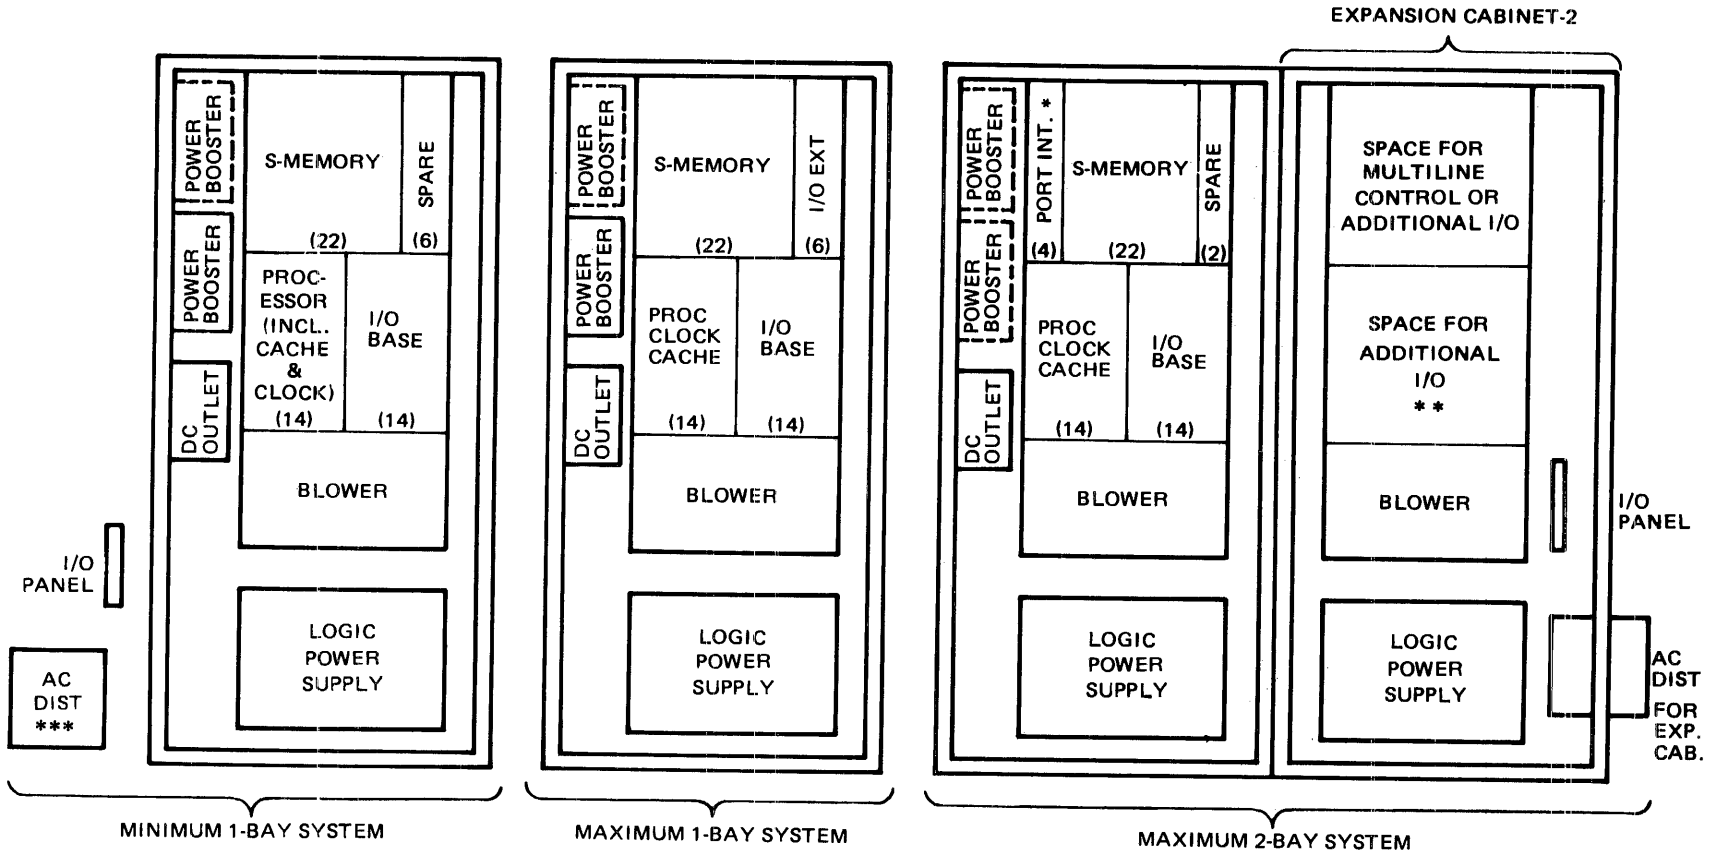 EXPANSION CABINET-2
POWER
BOOSTER
S-MEMORY
(22)
SPARE
(6)
POWER
BOOSTER
PROC-
ESSOR
(INCL.
CACHE
&
CLOCK)
(14)
I/O
BASE
(14)
DC
OUTLET
BLOWER
I/O
PANEL
LOGIC
POWER
SUPPLY
AC
DIST
***
MINIMUM 1-BAY SYSTEM
POWER
BOOSTER
S-MEMORY
(22)
I/O EXT
(6)
POWER
BOOSTER
PROC
CLOCK
CACHE
(14)
I/O
BASE
(14)
DC
OUTLET
BLOWER
LOGIC
POWER
SUPPLY
MAXIMUM 1-BAY SYSTEM
POWER
BOOSTER
PORT INT. *
(4)
S-MEMORY
(22)
SPARE
(2)
POWER
BOOSTER
PROC
CLOCK
CACHE
(14)
I/O
BASE
(14)
DC
OUTLET
BLOWER
LOGIC
POWER
SUPPLY
SPACE FOR
MULTILINE
CONTROL OR
ADDITIONAL I/O
SPACE FOR
ADDITIONAL
I/O
* *
BLOWER
I/O
PANEL
LOGIC
POWER
SUPPLY
AC
DIST
FOR
EXP.
CAB.
MAXIMUM 2-BAY SYSTEM